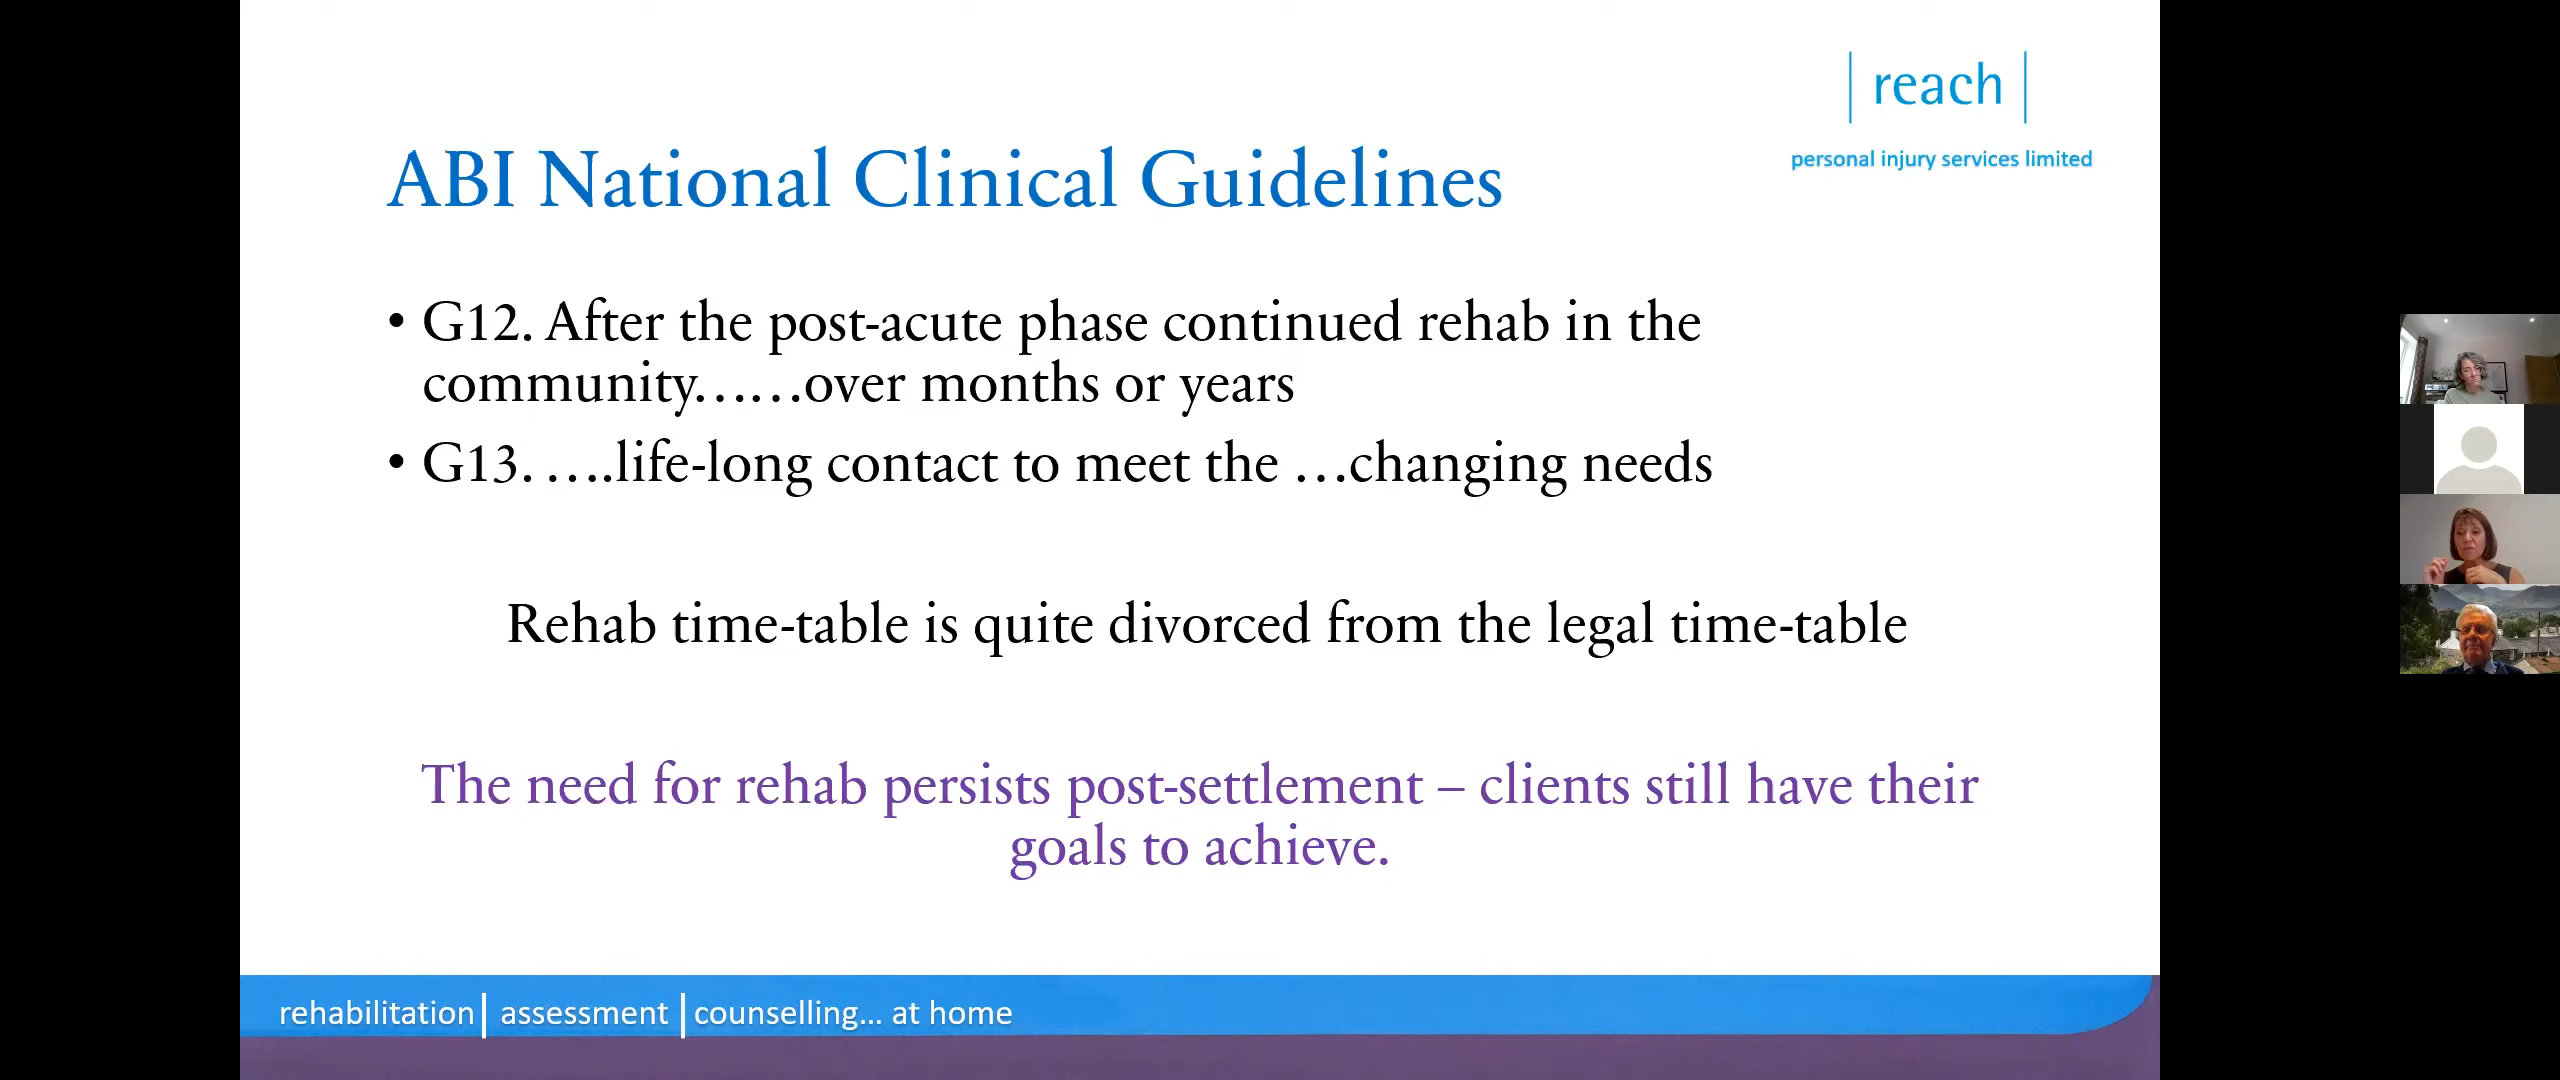 reach
personal injury services limited
ABI National Clinical Guidelines
• G12. After the post-acute phase continued rehab in the
community…….over months or years
• G13. …..life-long contact to meet the …changing needs
Rehab time-table is quite divorced from the legal time-table
The need for rehab persists post-settlement – clients still have their
goals to achieve.
rehabilitation | assessment | counselling... at home